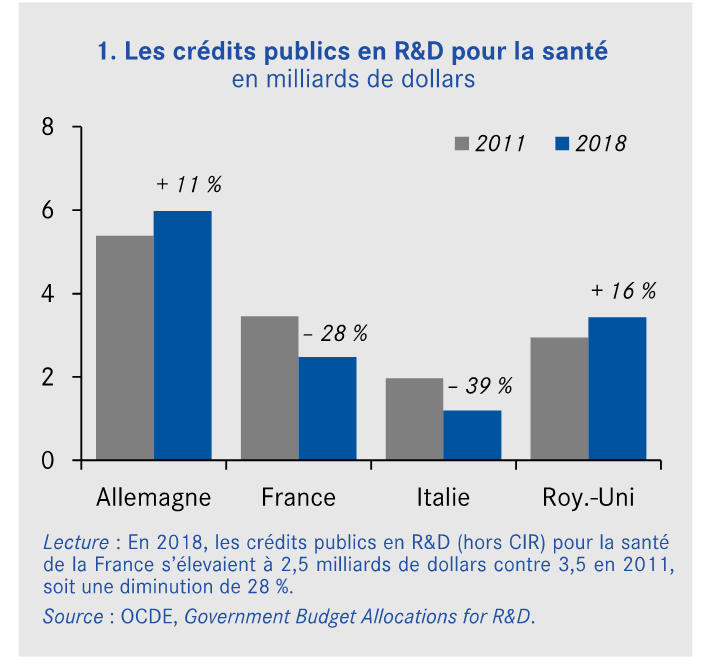 1. Les crédits publics en R&D pour la santé
en milliards de dollars
8
2011
2018
+ 11 %
6
4
+ 16 %
– 28 %
2
– 39 %
0
Allemagne
France
Italie
Roy.-Uni
Lecture : En 2018, les crédits publics en R&D (hors CIR) pour la santé
de la France s’élevaient à 2,5 milliards de dollars contre 3,5 en 2011,
soit une diminution de 28 %.
Source : OCDE, Government Budget Allocations for R&D.